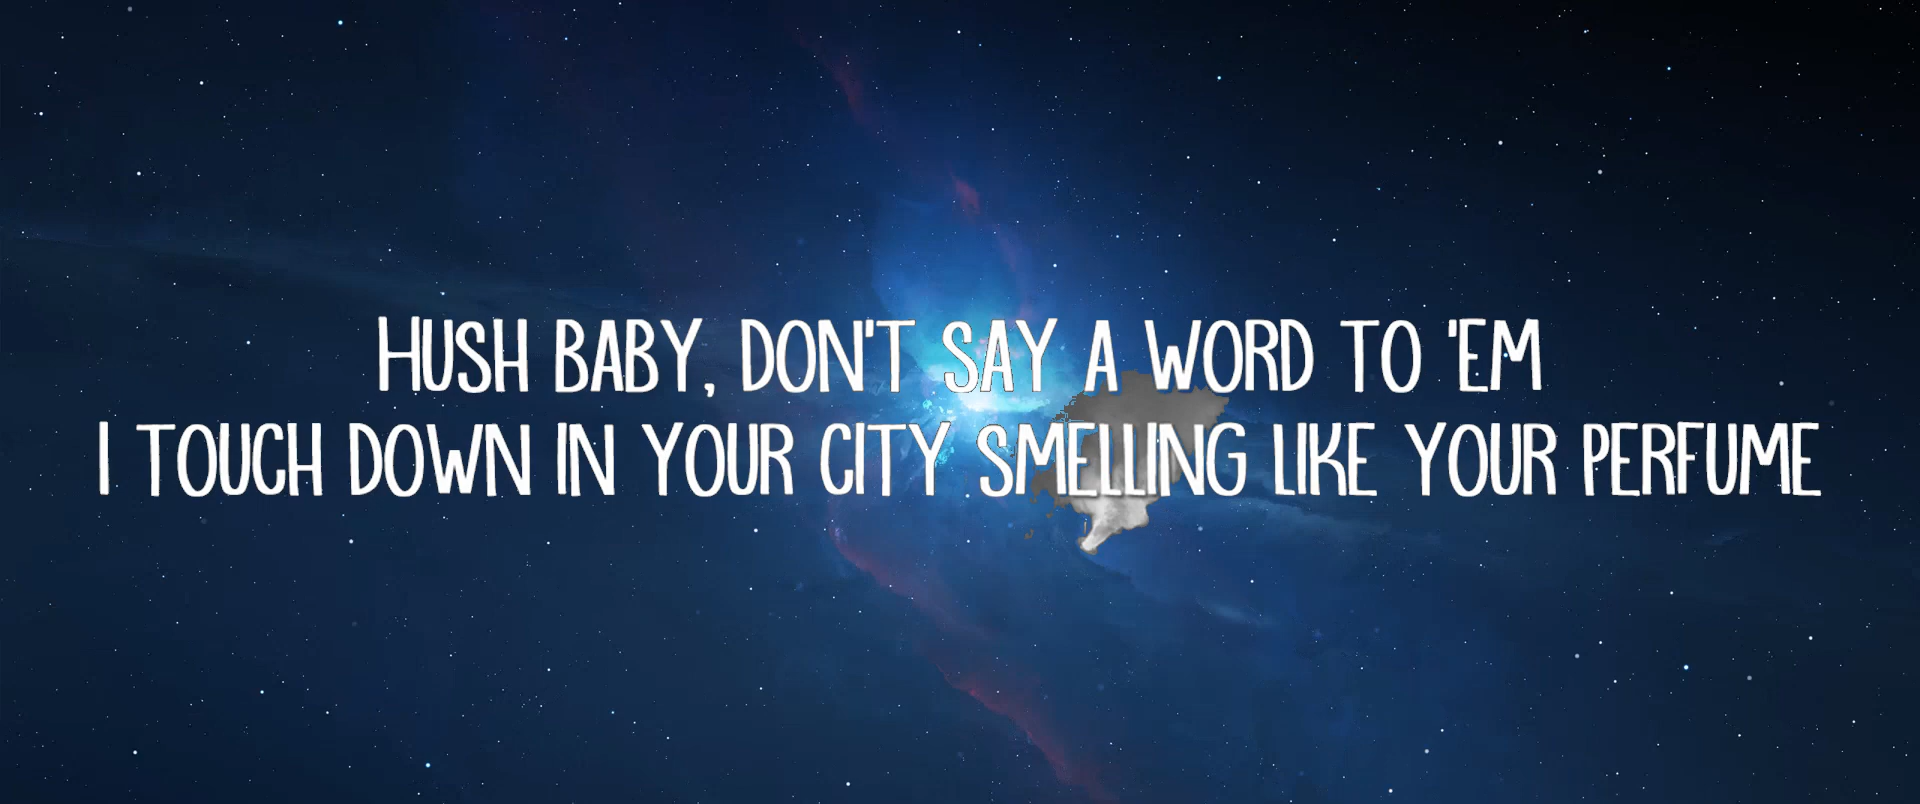 HUSH BABY, DON'T SAY A WORD TO 'EM
I TOUCH DOWN IN YOUR CITY SMELLING LIKE YOUR PERFUME